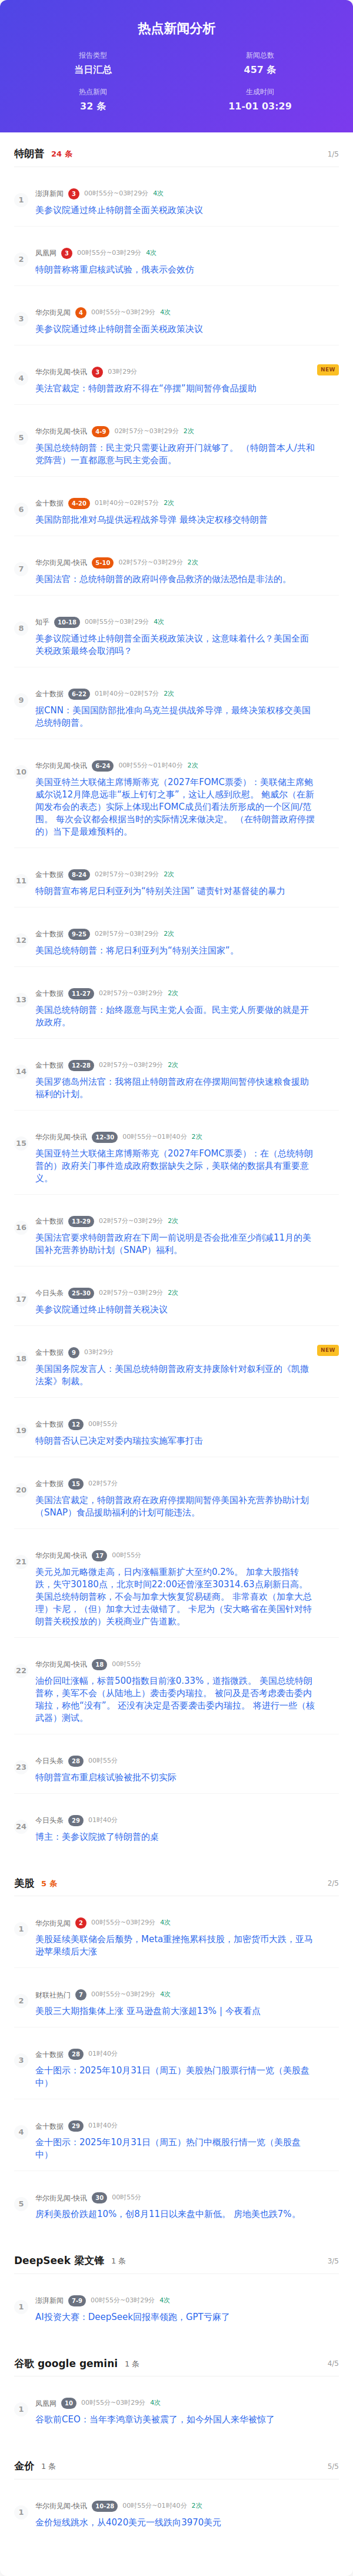 热点新闻分析
报告类型
当日汇总
新闻总数
457 条
热点新闻
32 条
生成时间
11-01 03:29
特朗普 24 条 1/5
1
澎湃新闻 3 00时55分~03时29分 4次
美参议院通过终止特朗普全面关税政策决议
2
凤凰网 3 00时55分~03时29分 4次
特朗普称将重启核武试验，俄表示会效仿
3
华尔街见闻 4 00时55分~03时29分 4次
美参议院通过终止特朗普全面关税政策决议
4
华尔街见闻-快讯 3 03时29分
NEW
美法官裁定：特朗普政府不得在“停摆”期间暂停食品援助
5
华尔街见闻-快讯 4-9 02时57分~03时29分 2次
美国总统特朗普：民主党只需要让政府开门就够了。 （特朗普本人/共和
党阵营）一直都愿意与民主党会面。
6
金十数据 4-20 01时40分~02时57分 2次
美国防部批准对乌提供远程战斧导弹 最终决定权移交特朗普
7
华尔街见闻-快讯 5-10 02时57分~03时29分 2次
美国法官：总统特朗普的政府叫停食品救济的做法恐怕是非法的。
8
知乎 10-18 00时55分~03时29分 4次
美参议院通过终止特朗普全面关税政策决议，这意味着什么？美国全面
关税政策最终会取消吗？
9
金十数据 6-22 01时40分~02时57分 2次
据CNN：美国国防部批准向乌克兰提供战斧导弹，最终决策权移交美国
总统特朗普。
10
华尔街见闻-快讯 6-24 00时55分~01时40分 2次
美国亚特兰大联储主席博斯蒂克（2027年FOMC票委）：美联储主席鲍
威尔说12月降息远非“板上钉钉之事”，这让人感到欣慰。 鲍威尔（在新
闻发布会的表态）实际上体现出FOMC成员们看法所形成的一个区间/范
围。 每次会议都会根据当时的实际情况来做决定。 （在特朗普政府停摆
的）当下是最难预料的。
11
金十数据 8-24 02时57分~03时29分 2次
特朗普宣布将尼日利亚列为“特别关注国” 谴责针对基督徒的暴力
12
金十数据 9-25 02时57分~03时29分 2次
美国总统特朗普：将尼日利亚列为“特别关注国家”。
13
金十数据 11-27 02时57分~03时29分 2次
美国总统特朗普：始终愿意与民主党人会面。民主党人所要做的就是开
放政府。
14
金十数据 12-28 02时57分~03时29分 2次
美国罗德岛州法官：我将阻止特朗普政府在停摆期间暂停快速粮食援助
福利的计划。
15
华尔街见闻-快讯 12-30 00时55分~01时40分 2次
美国亚特兰大联储主席博斯蒂克（2027年FOMC票委）：在（总统特朗
普的）政府关门事件造成政府数据缺失之际，美联储的数据具有重要意
义。
16
金十数据 13-29 02时57分~03时29分 2次
美国法官要求特朗普政府在下周一前说明是否会批准至少削减11月的美
国补充营养协助计划（SNAP）福利。
17
今日头条 25-30 02时57分~03时29分 2次
美参议院通过终止特朗普关税决议
18
金十数据 9 03时29分
NEW
美国国务院发言人：美国总统特朗普政府支持废除针对叙利亚的《凯撒
法案》制裁。
19
金十数据 12 00时55分
特朗普否认已决定对委内瑞拉实施军事打击
20
金十数据 15 02时57分
美国法官裁定，特朗普政府在政府停摆期间暂停美国补充营养协助计划
（SNAP）食品援助福利的计划可能违法。
21
华尔街见闻-快讯 17 00时55分
美元兑加元略微走高，日内涨幅重新扩大至约0.2%。 加拿大股指转
跌，失守30180点，北京时间22:00还曾涨至30314.63点刷新日高。
美国总统特朗普称，不会与加拿大恢复贸易磋商。 非常喜欢（加拿大总
理）卡尼，（但）加拿大过去做错了。 卡尼为（安大略省在美国针对特
朗普关税投放的）关税商业广告道歉。
22
华尔街见闻-快讯 18 00时55分
油价回吐涨幅，标普500指数目前涨0.33%，道指微跌。 美国总统特朗
普称，美军不会（从陆地上）袭击委内瑞拉。 被问及是否考虑袭击委内
瑞拉，他称“没有”。 还没有决定是否要袭击委内瑞拉。 将进行一些（核
武器）测试。
23
今日头条 28 00时55分
特朗普宣布重启核试验被批不切实际
24
今日头条 29 01时40分
博主：美参议院掀了特朗普的桌
美股 5 条 2/5
1
华尔街见闻 2 00时55分~03时29分 4次
美股延续美联储会后颓势，Meta重挫拖累科技股，加密货币大跌，亚马
逊苹果绩后大涨
2
财联社热门 7 00时55分~03时29分 4次
美股三大期指集体上涨 亚马逊盘前大涨超13% | 今夜看点
3
金十数据 28 01时40分
金十图示：2025年10月31日（周五）美股热门股票行情一览（美股盘
中）
4
金十数据 29 01时40分
金十图示：2025年10月31日（周五）热门中概股行情一览（美股盘
中）
5
华尔街见闻-快讯 30 00时55分
房利美股价跌超10%，创8月11日以来盘中新低。 房地美也跌7%。
DeepSeek 梁文锋 1 条 3/5
1
澎湃新闻 7-9 00时55分~03时29分 4次
AI投资大赛：DeepSeek回报率领跑，GPT亏麻了
谷歌 google gemini 1 条 4/5
1
凤凰网 10 00时55分~03时29分 4次
谷歌前CEO：当年李鸿章访美被震了，如今外国人来华被惊了
金价 1 条 5/5
1
华尔街见闻-快讯 10-28 00时55分~01时40分 2次
金价短线跳水，从4020美元一线跌向3970美元